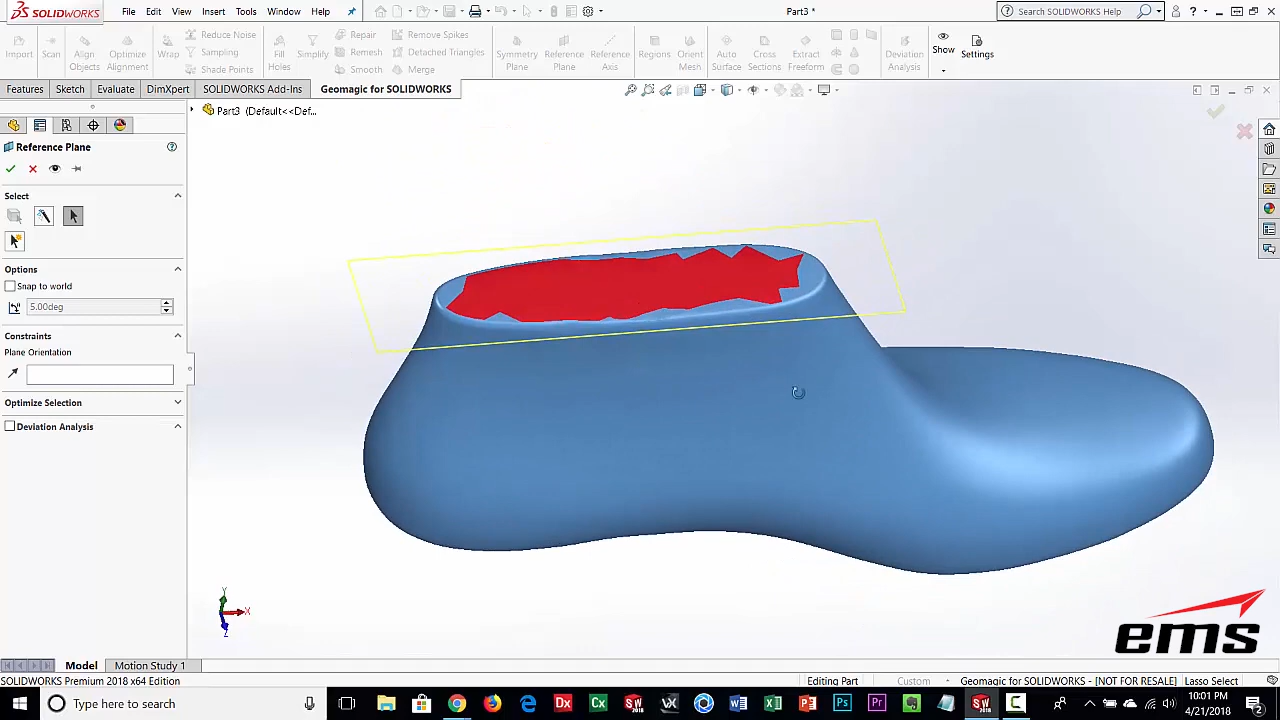 SOLIDWORKS
File Edit View Insert Tools Window Help
Part3 *
Search SOLIDWORKS Help
Import
Scan
Align Objects
Optimize Alignment
Wrap
Reduce Noise
Sampling
Shade Points
Fill Holes
Simplify
Repair
Remesh
Smooth
Remove Spikes
Detached Triangles
Merge
Symmetry Plane
Reference Plane
Reference Axis
Regions
Orient Mesh
Auto Surface
Cross Sections
Extract Freeform
Deviation Analysis
Show
Settings
Features Sketch Evaluate DimXpert SOLIDWORKS Add-Ins Geomagic for SOLIDWORKS
Part3 (Default<<Def...
Reference Plane
Select
Options
Snap to world
5.00deg
Constraints
Plane Orientation
Optimize Selection
Deviation Analysis
Y
X
Z
ems
Model Motion Study 1
SOLIDWORKS Premium 2018 x64 Edition
Editing Part
Custom
Geomagic for SOLIDWORKS - [NOT FOR RESALE]
Lasso Select
Type here to search
10:01 PM
4/21/2018